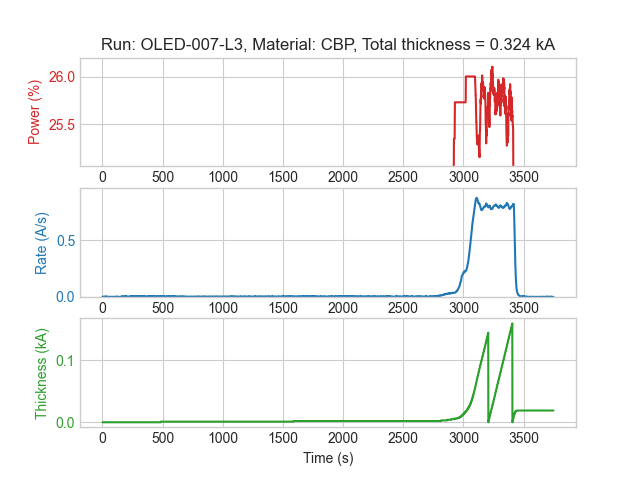 Run: OLED-007-L3, Material: CBP, Total thickness = 0.324 kA
Power (%)
26.0
25.5
0 500 1000 1500 2000 2500 3000 3500
Rate (A/s)
0.5
0.0
0 500 1000 1500 2000 2500 3000 3500
Thickness (kA)
0.1
0.0
0 500 1000 1500 2000 2500 3000 3500
Time (s)